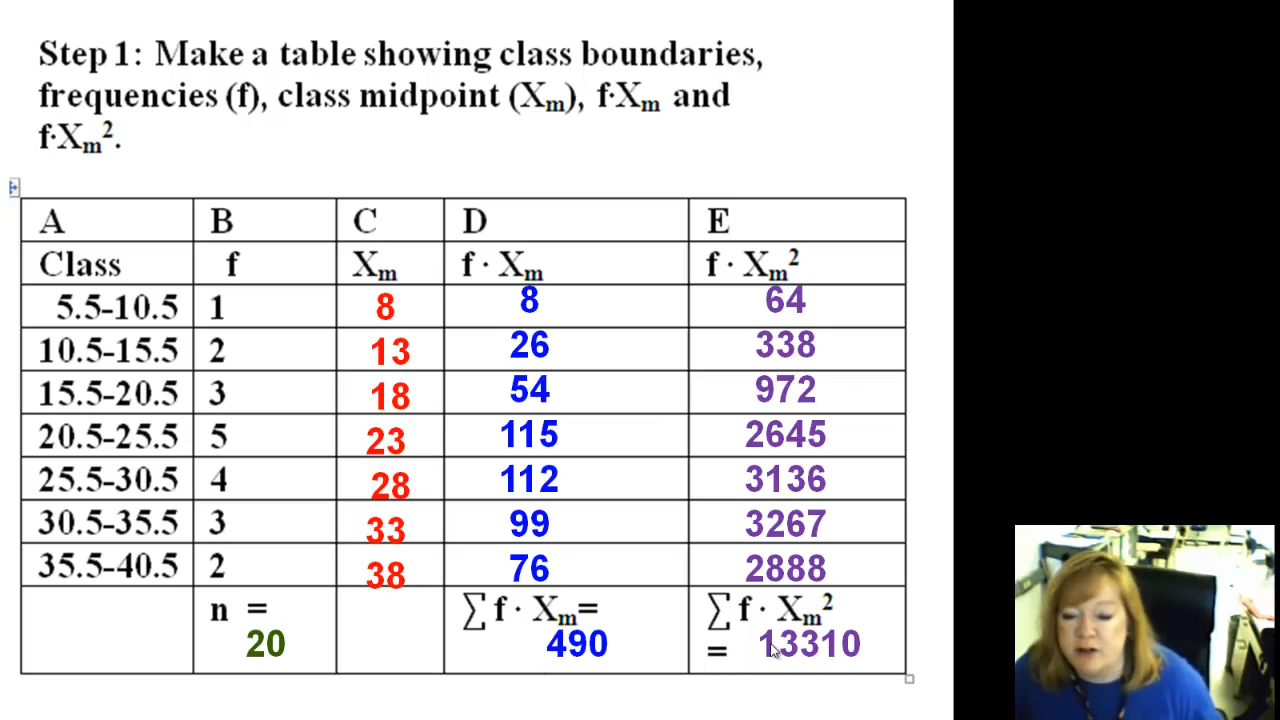 Step 1: Make a table showing class boundaries,
frequencies (f), class midpoint (Xₘ), f·Xₘ and
f·Xₘ².
A B C D E
Class f Xₘ f · Xₘ f · Xₘ²
5.5-10.5 1 8 8 64
10.5-15.5 2 13 26 338
15.5-20.5 3 18 54 972
20.5-25.5 5 23 115 2645
25.5-30.5 4 28 112 3136
30.5-35.5 3 33 99 3267
35.5-40.5 2 38 76 2888
n = ∑ f · Xₘ= ∑ f · Xₘ²
20 490 = 13310